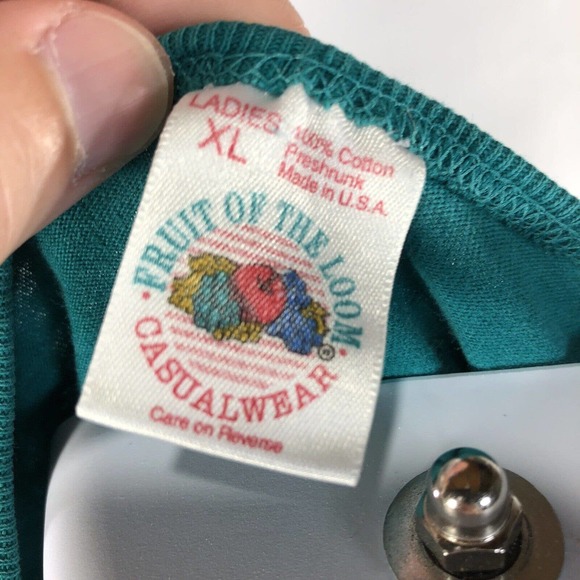 LADIES
XL
100% Cotton
Preshrunk
Made in U.S.A.
FRUIT OF THE LOOM
®
CASUALWEAR
Care on Reverse